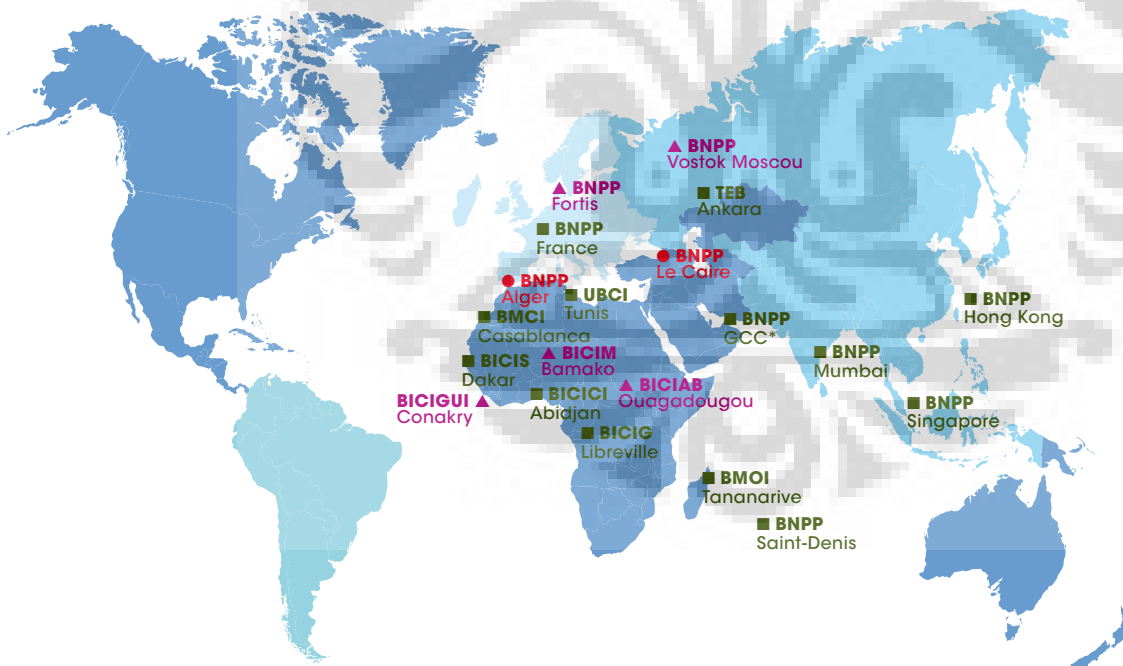 BNPP
Vostok Moscou
BNPP
Fortis
TEB
Ankara
BNPP
France
BNPP
Le Caire
BNPP
Alger
UBCI
Tunis
BMCI
Casablanca
BNPP
GCC*
BNPP
Hong Kong
BICIS
Dakar
BICIM
Bamako
BNPP
Mumbai
BICIGUI
Conakry
BICICI
Abidjan
BICIAB
Ouagadougou
BNPP
Singapore
BICIG
Libreville
BMOI
Tananarive
BNPP
Saint-Denis